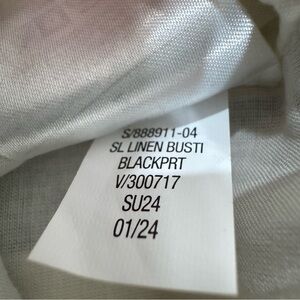 S/888911-04
SL LINEN BUSTI
BLACKPRT
V/300717
SU24
01/24